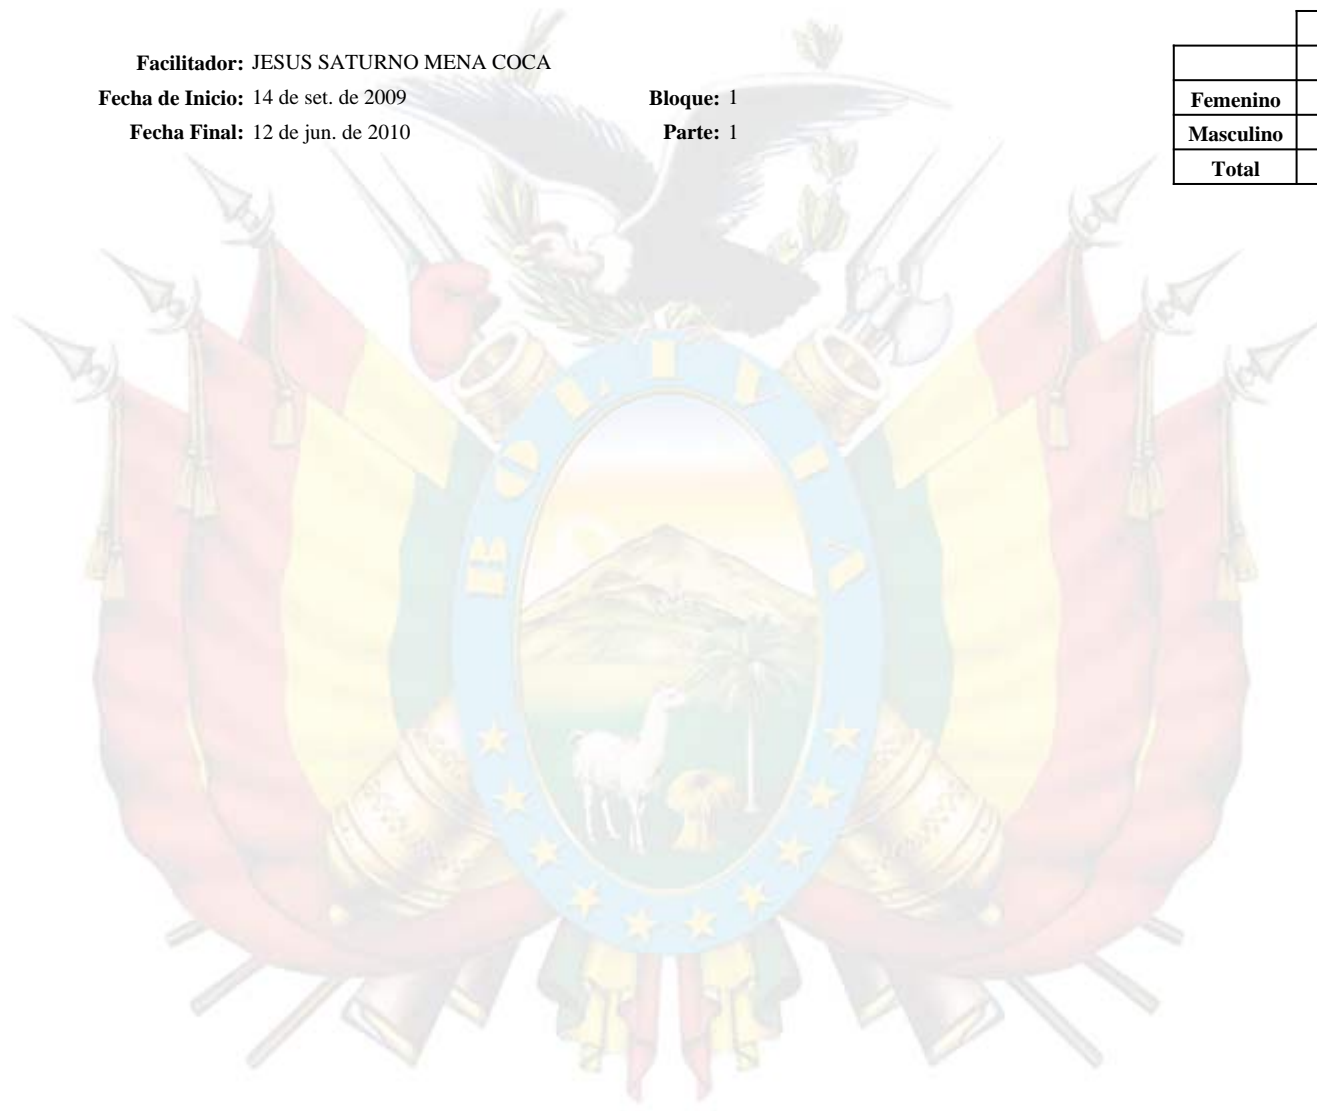 Facilitador: JESUS SATURNO MENA COCA
Fecha de Inicio: 14 de set. de 2009 Bloque: 1
Fecha Final: 12 de jun. de 2010 Parte: 1
Femenino
Masculino
Total
BOLIVIA